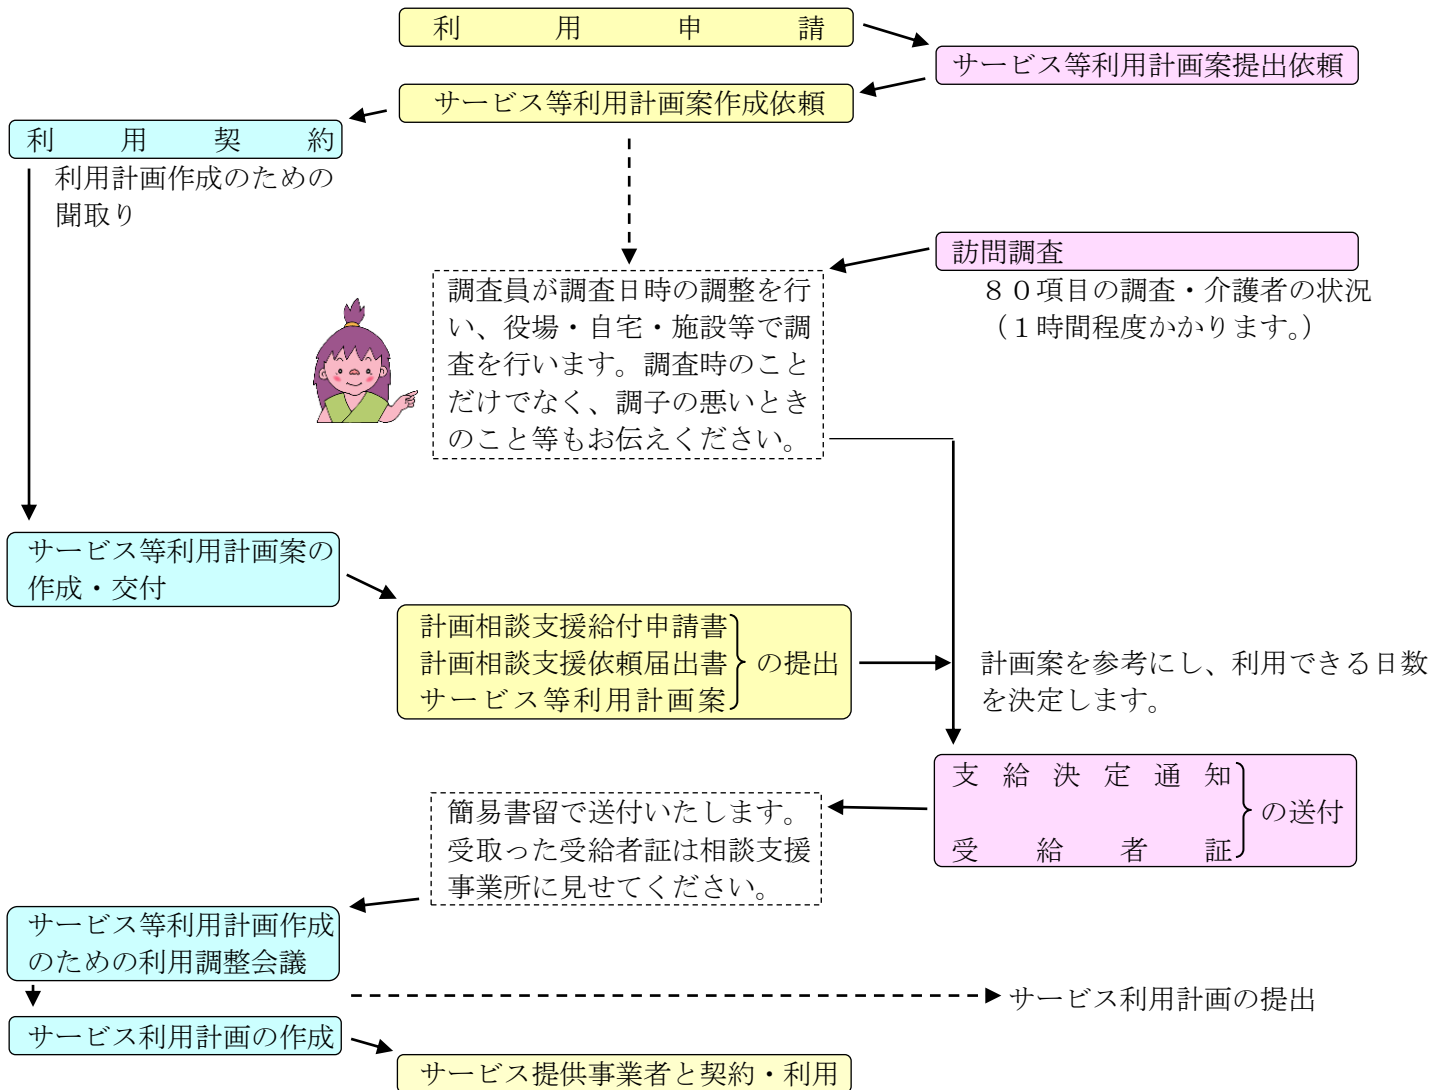 利用申請
サービス等利用計画案提出依頼
サービス等利用計画案作成依頼
利用契約
利用計画作成のための
聞取り
訪問調査
８０項目の調査・介護者の状況
（１時間程度かかります。）
調査員が調査日時の調整を行
い、役場・自宅・施設等で調
査を行います。調査時のこと
だけでなく、調子の悪いとき
のこと等もお伝えください。
サービス等利用計画案の
作成・交付
計画相談支援給付申請書
計画相談支援依頼届出書
サービス等利用計画案
の提出
計画案を参考にし、利用できる日数
を決定します。
支給決定通知
受給者証
の送付
簡易書留で送付いたします。
受取った受給者証は相談支援
事業所に見せてください。
サービス等利用計画作成
のための利用調整会議
サービス利用計画の提出
サービス利用計画の作成
サービス提供事業者と契約・利用